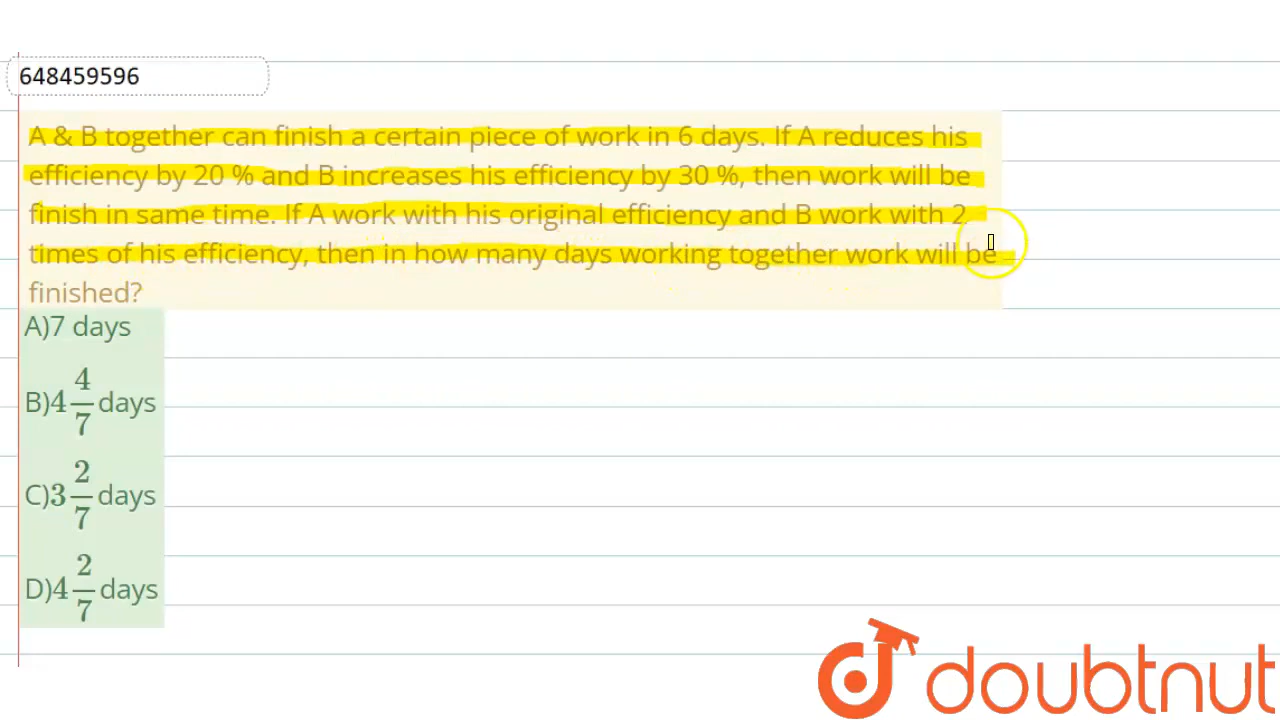 648459596
A & B together can finish a certain piece of work in 6 days. If A reduces his
efficiency by 20 % and B increases his efficiency by 30 %, then work will be
finish in same time. If A work with his original efficiency and B work with 2
times of his efficiency, then in how many days working together work will be
finished?
A)7 days
B)4 4/7 days
C)3 2/7 days
D)4 2/7 days
doubtnut